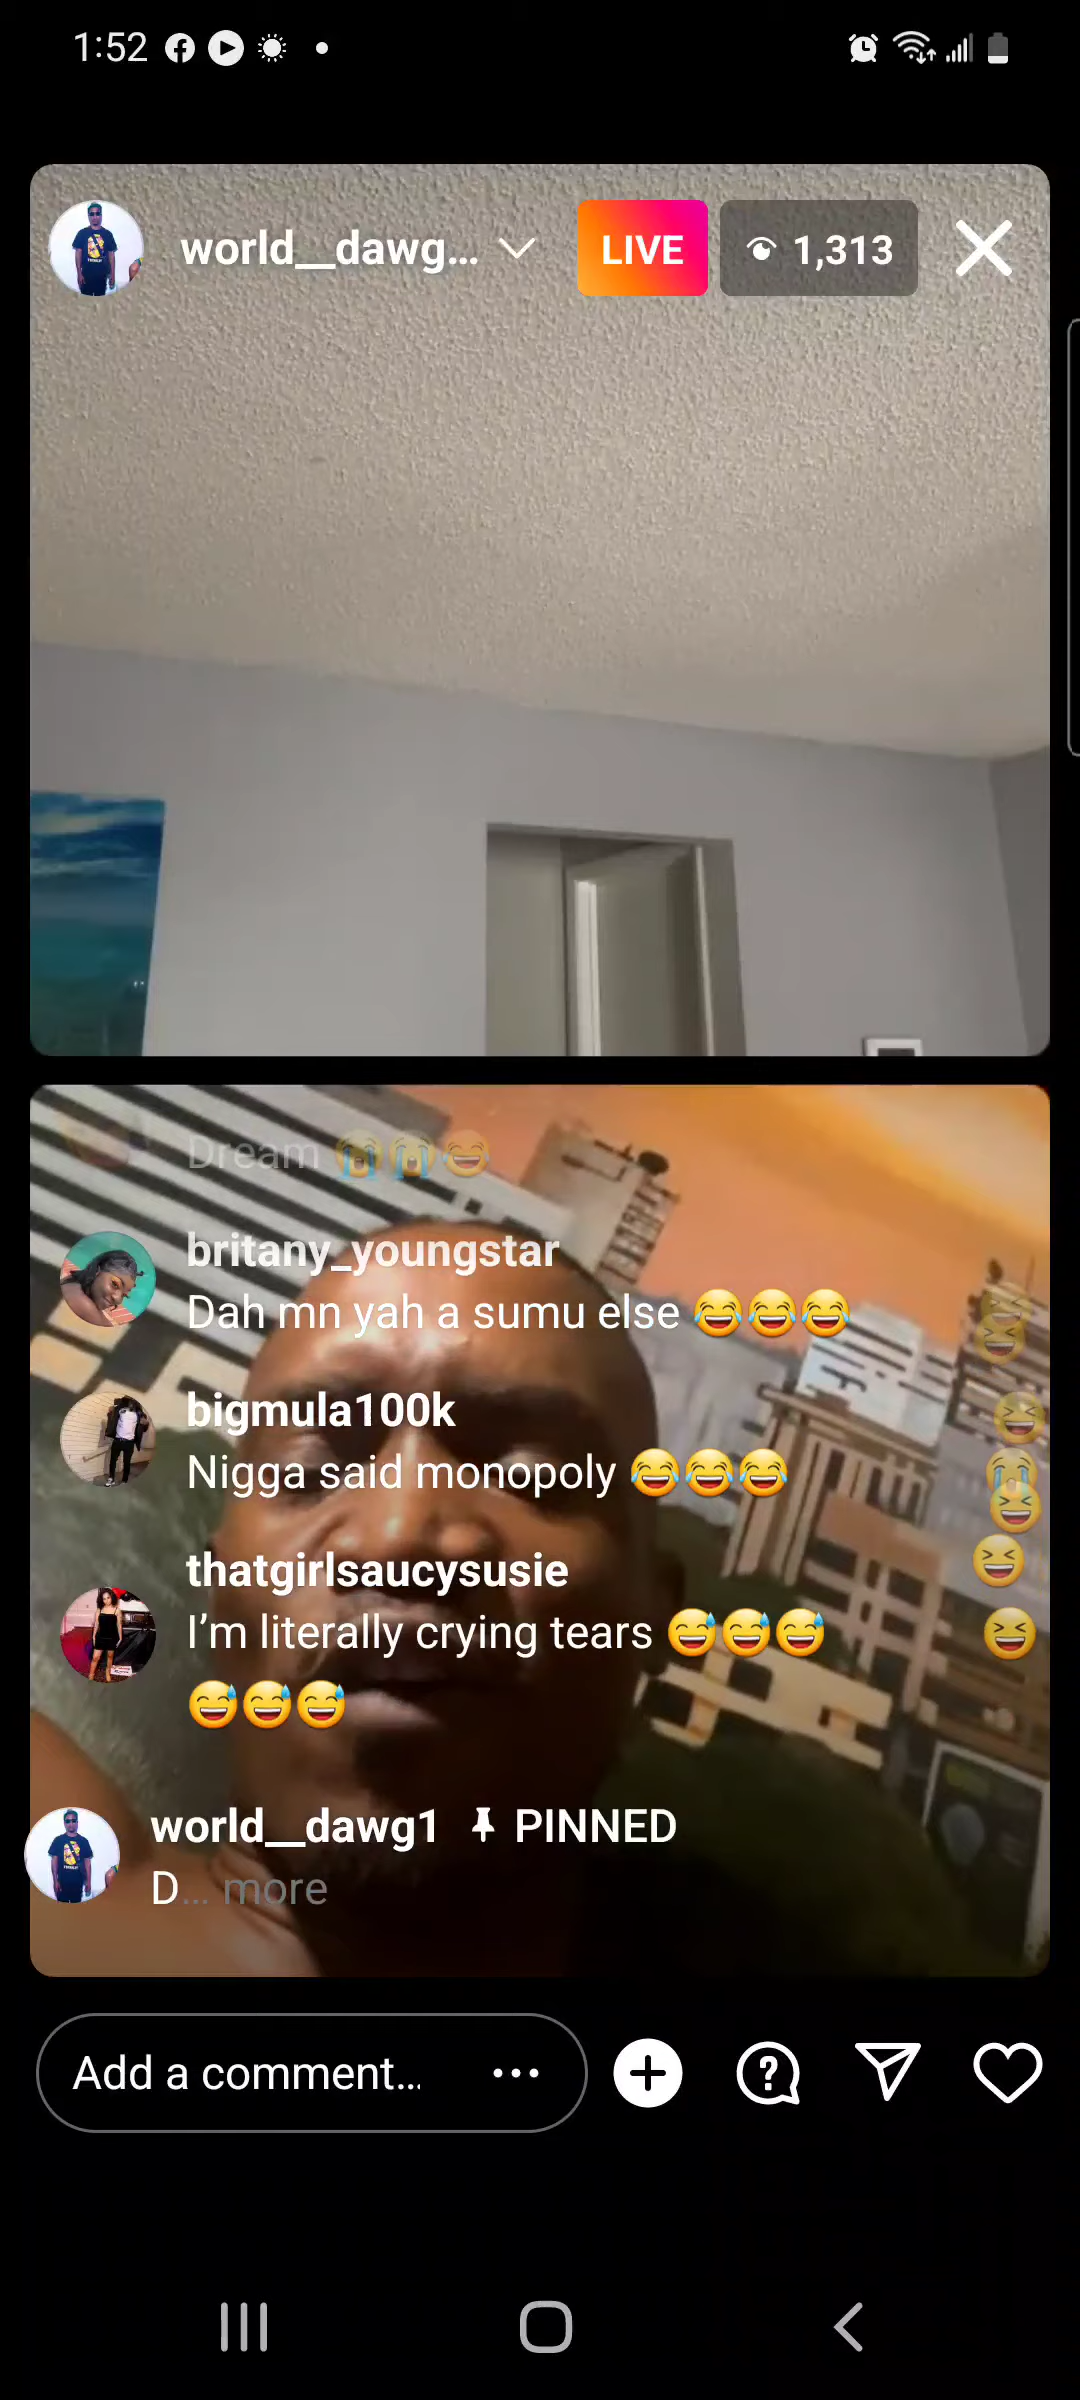 1:52
world__dawg...
LIVE
1,313
Dream 😭😭😂
britany_youngstar
Dah mn yah a sumu else 😂😂😂
bigmula100k
Nigga said monopoly 😂😂😂
thatgirlsaucysusie
I’m literally crying tears 😅😅😅
😅😅😅
world__dawg1 PINNED
D... more
Add a comment...